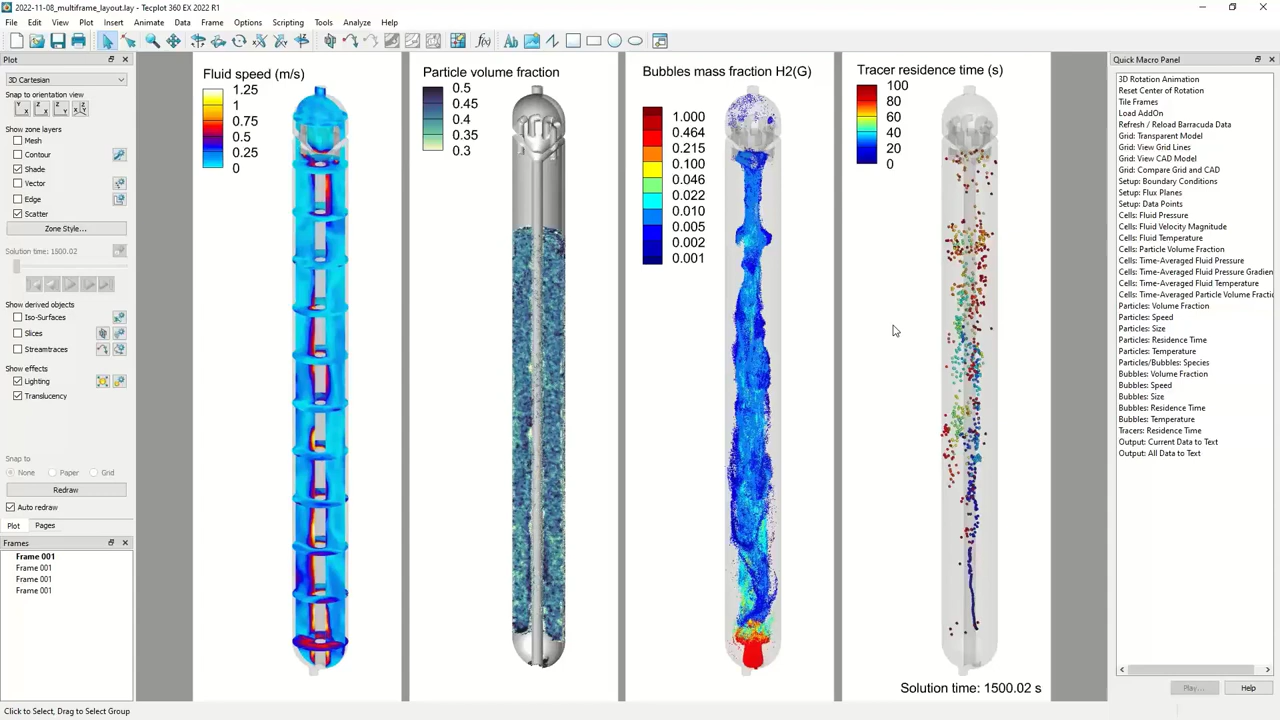 2022-11-08_multiframe_layout.lay - Tecplot 360 EX 2022 R1
File Edit View Plot Insert Animate Data Frame Options Scripting Tools Analyze Help
Plot
3D Cartesian
Snap to orientation view
Show zone layers
Mesh
Contour
Shade
Vector
Edge
Scatter
Zone Style...
Solution time: 1500.02
Show derived objects
Iso-Surfaces
Slices
Streamtraces
Show effects
Lighting
Translucency
Snap to
None Paper Grid
Redraw
Auto redraw
Plot Pages
Frames
Frame 001
Frame 001
Frame 001
Frame 001
Fluid speed (m/s)
1.25
1
0.75
0.5
0.25
0
Particle volume fraction
0.5
0.45
0.4
0.35
0.3
Bubbles mass fraction H2(G)
1.000
0.464
0.215
0.100
0.046
0.022
0.010
0.005
0.002
0.001
Tracer residence time (s)
100
80
60
40
20
0
Solution time: 1500.02 s
Quick Macro Panel
3D Rotation Animation
Reset Center of Rotation
Tile Frames
Load AddOn
Refresh / Reload Barracuda Data
Grid: Transparent Model
Grid: View Grid Lines
Grid: View CAD Model
Grid: Compare Grid and CAD
Setup: Boundary Conditions
Setup: Flux Planes
Setup: Data Points
Cells: Fluid Pressure
Cells: Fluid Velocity Magnitude
Cells: Fluid Temperature
Cells: Particle Volume Fraction
Cells: Time-Averaged Fluid Pressure
Cells: Time-Averaged Fluid Pressure Gradien
Cells: Time-Averaged Fluid Temperature
Cells: Time-Averaged Particle Volume Fractio
Particles: Volume Fraction
Particles: Speed
Particles: Size
Particles: Residence Time
Particles: Temperature
Particles/Bubbles: Species
Bubbles: Volume Fraction
Bubbles: Speed
Bubbles: Size
Bubbles: Residence Time
Bubbles: Temperature
Tracers: Residence Time
Output: Current Data to Text
Output: All Data to Text
Play... Help
Click to Select, Drag to Select Group